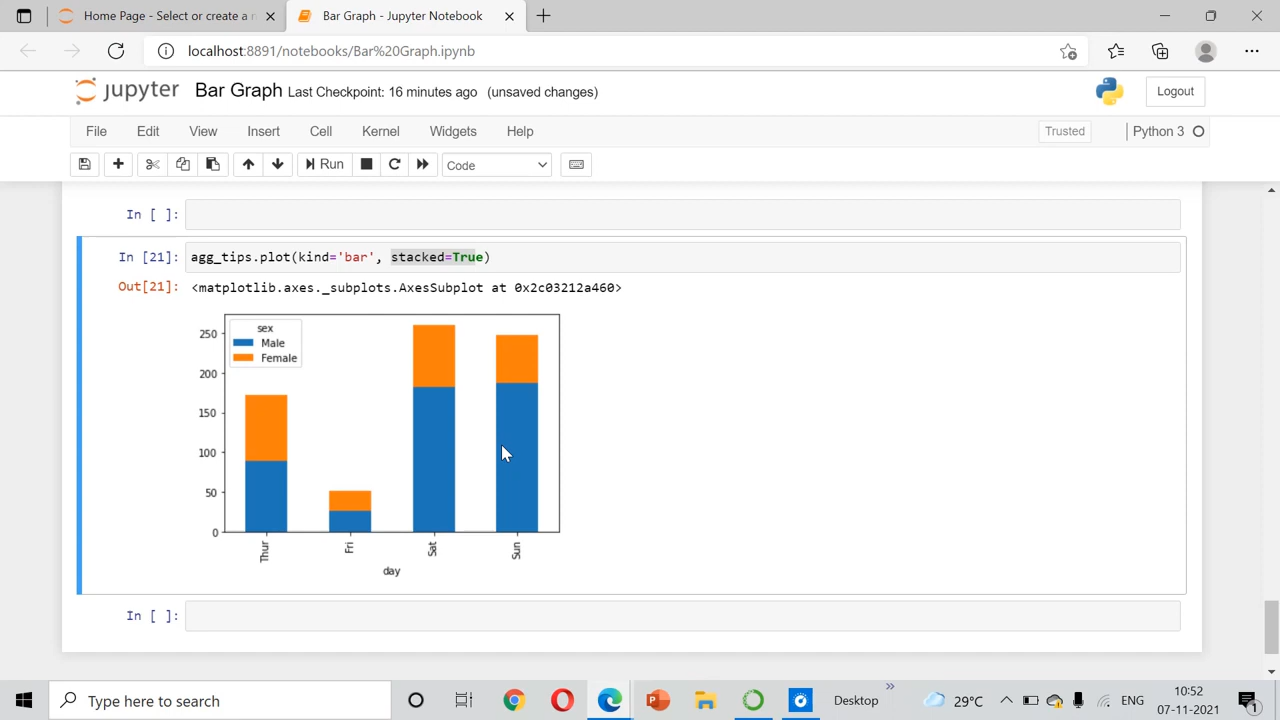 Home Page - Select or create a n
Bar Graph - Jupyter Notebook
localhost:8891/notebooks/Bar%20Graph.ipynb
jupyter Bar Graph Last Checkpoint: 16 minutes ago (unsaved changes)
Logout
File Edit View Insert Cell Kernel Widgets Help
Trusted
Python 3
Run
Code
In [ ]:
In [21]: agg_tips.plot(kind='bar', stacked=True)
Out[21]: <matplotlib.axes._subplots.AxesSubplot at 0x2c03212a460>
sex
Male
Female
250
200
150
100
50
0
Thur
Fri
Sat
Sun
day
In [ ]:
Type here to search
Desktop
»
29°C
ENG
10:52
07-11-2021
1